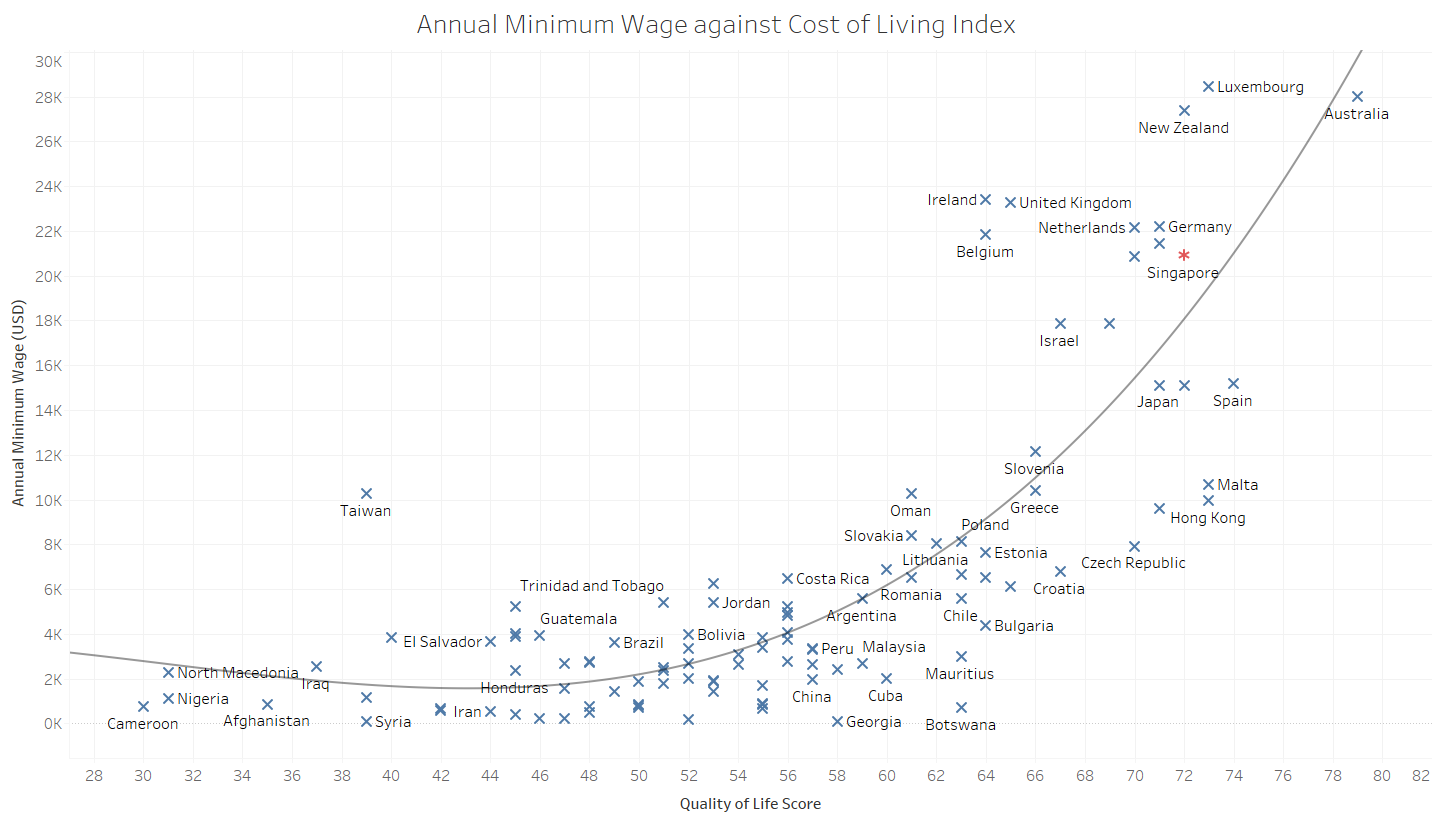 Annual Minimum Wage against Cost of Living Index
30K
28K
26K
24K
22K
20K
18K
16K
14K
12K
10K
8K
6K
4K
2K
0K
Annual Minimum Wage (USD)
Luxembourg
Australia
New Zealand
Ireland
United Kingdom
Netherlands
Germany
Belgium
Singapore
Israel
Japan
Spain
Slovenia
Malta
Taiwan
Oman
Greece
Hong Kong
Poland
Slovakia
Lithuania
Estonia
Czech Republic
Trinidad and Tobago
Costa Rica
Romania
Croatia
Jordan
Guatemala
Argentina
Chile
Bulgaria
El Salvador
Brazil
Bolivia
Peru
Malaysia
North Macedonia
Iraq
Honduras
Mauritius
Nigeria
China
Cuba
Cameroon
Afghanistan
Syria
Iran
Georgia
Botswana
28 30 32 34 36 38 40 42 44 46 48 50 52 54 56 58 60 62 64 66 68 70 72 74 76 78 80 82
Quality of Life Score